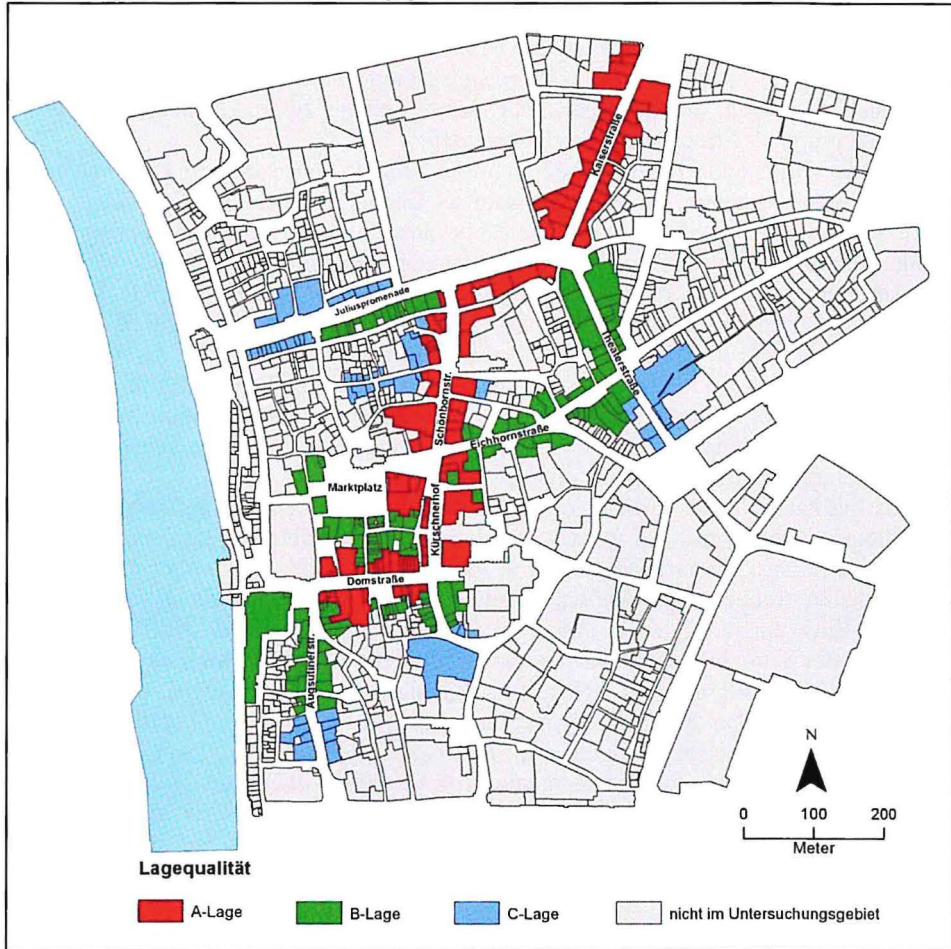 Kaiserstraße
Juliuspromenade
Theaterstraße
Schönbornstr.
Eichhornstraße
Marktplatz
Kürschnerhof
Domstraße
Augsutinerstr.
N
0 100 200
Meter
Lagequalität
A-Lage B-Lage C-Lage nicht im Untersuchungsgebiet